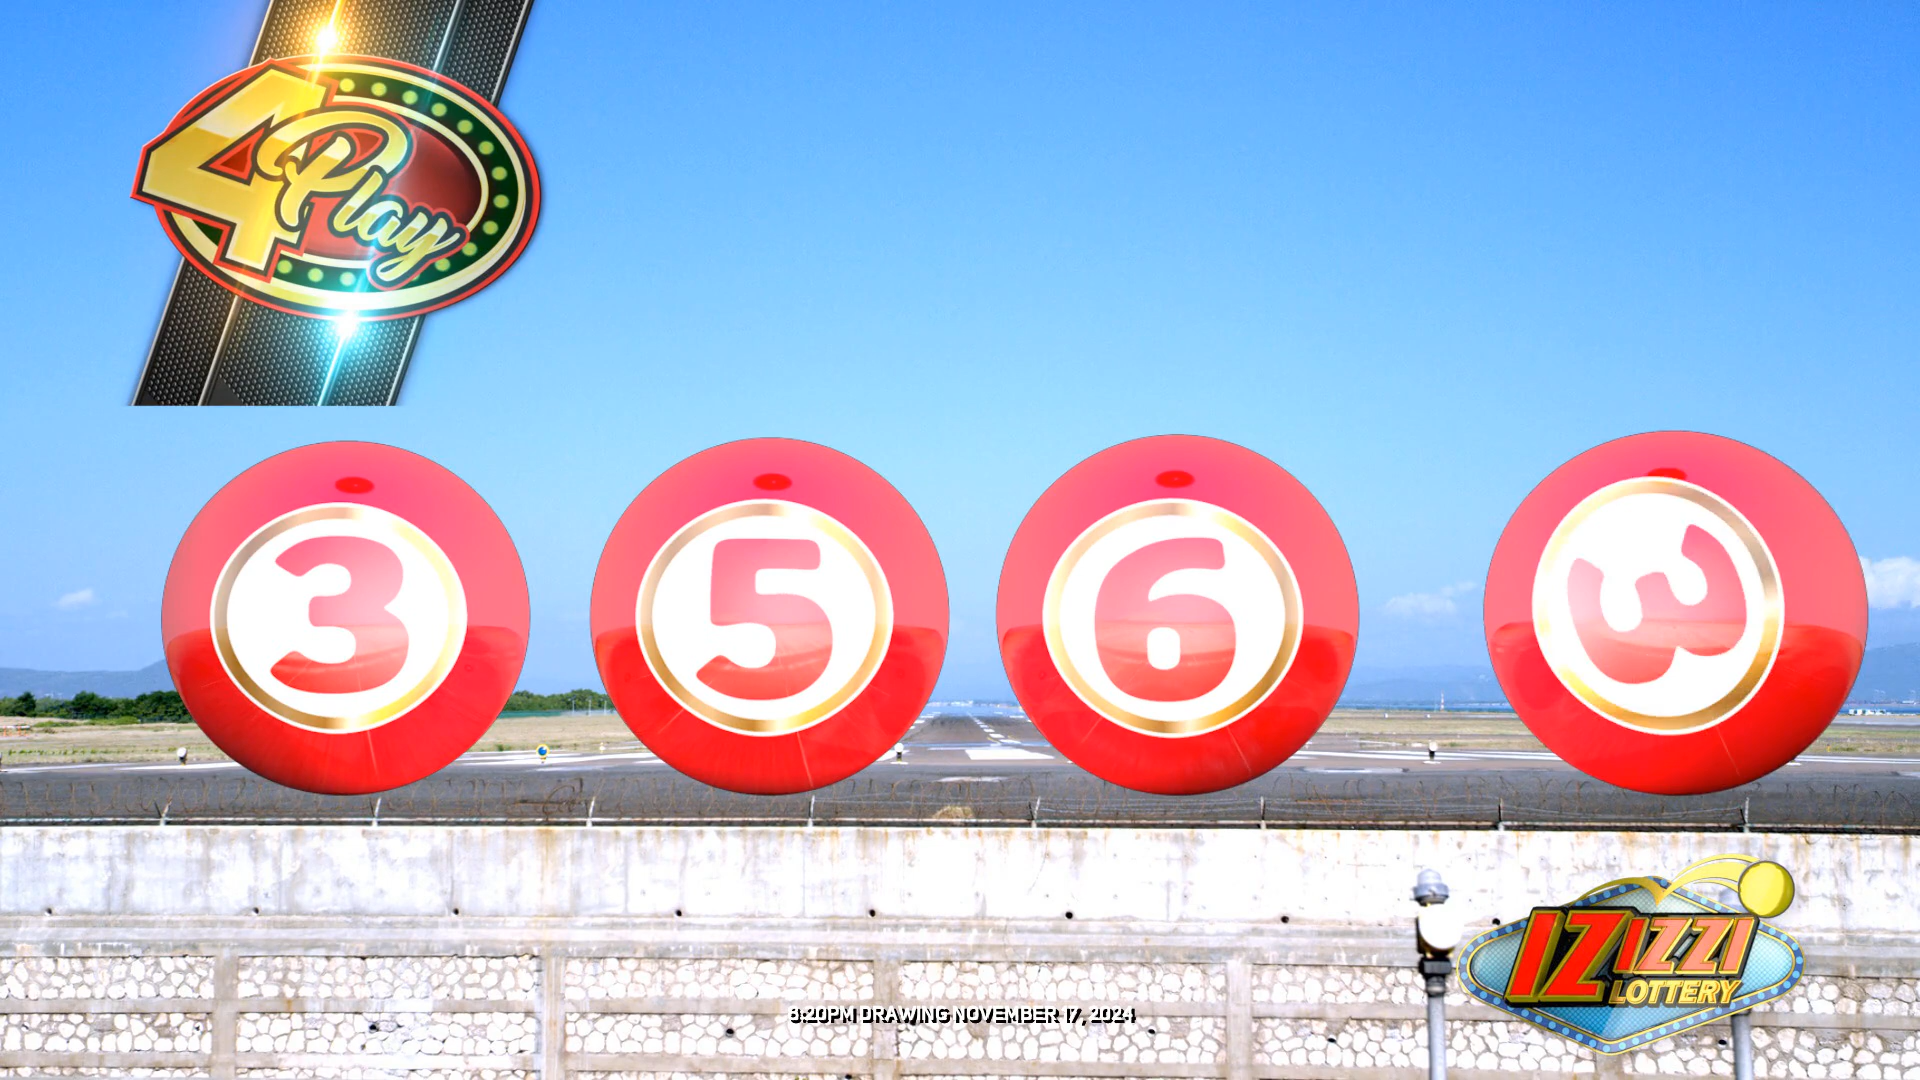 4Play
3 5 6 3
IZIZZI
LOTTERY
8:20PM DRAWING NOVEMBER 17, 2024